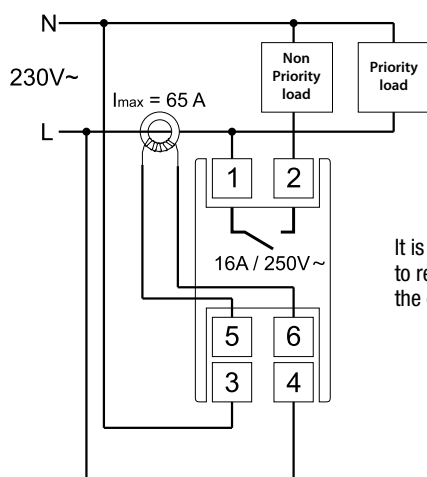 N
230V~
L
Imax = 65 A
Non
Priority
load
Priority
load
1
2
16A / 250V~
It is
to re
the
5
6
3
4